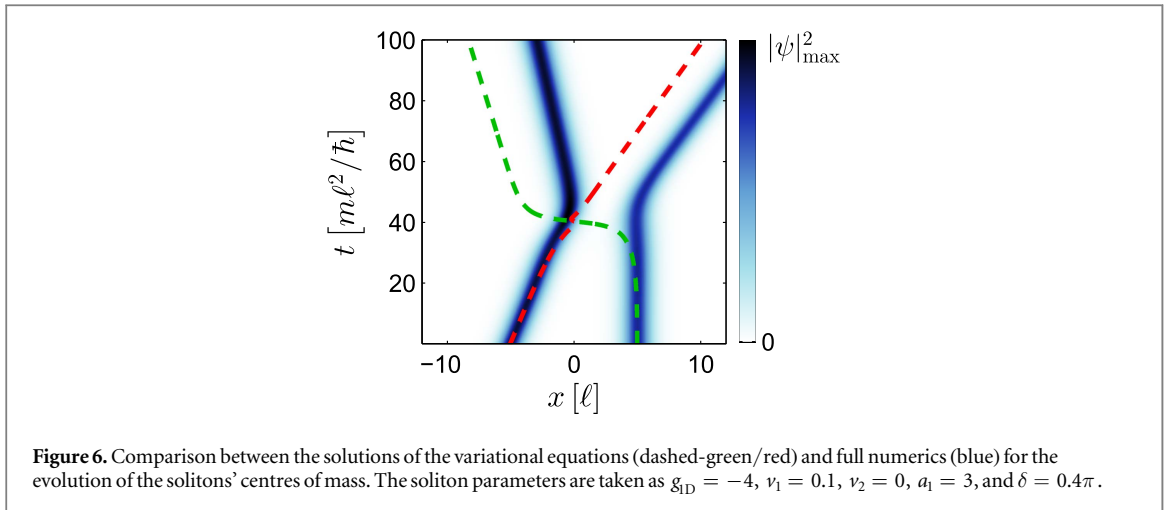 100
80
60
40
20
t [mℓ²/ħ]
−10 0 10
x [ℓ]
|ψ|²max
0
Figure 6. Comparison between the solutions of the variational equations (dashed-green/red) and full numerics (blue) for the
evolution of the solitons' centres of mass. The soliton parameters are taken as g1D = −4, ν1 = 0.1, ν2 = 0, a1 = 3, and δ = 0.4π.